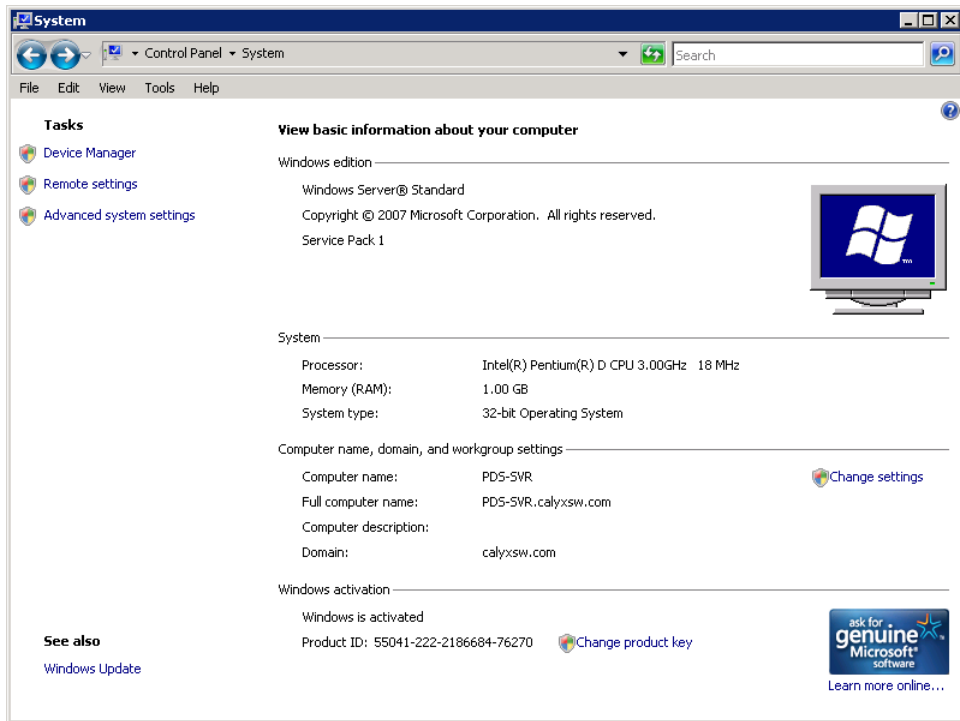 System
Control Panel System
Search
File Edit View Tools Help
Tasks
Device Manager
Remote settings
Advanced system settings
See also
Windows Update
View basic information about your computer
Windows edition
Windows Server® Standard
Copyright © 2007 Microsoft Corporation. All rights reserved.
Service Pack 1
TM
System
Processor: Intel(R) Pentium(R) D CPU 3.00GHz 18 MHz
Memory (RAM): 1.00 GB
System type: 32-bit Operating System
Computer name, domain, and workgroup settings
Computer name: PDS-SVR Change settings
Full computer name: PDS-SVR.calyxsw.com
Computer description:
Domain: calyxsw.com
Windows activation
Windows is activated
Product ID: 55041-222-2186684-76270 Change product key
ask for
genuine
Microsoft®
software
Learn more online...